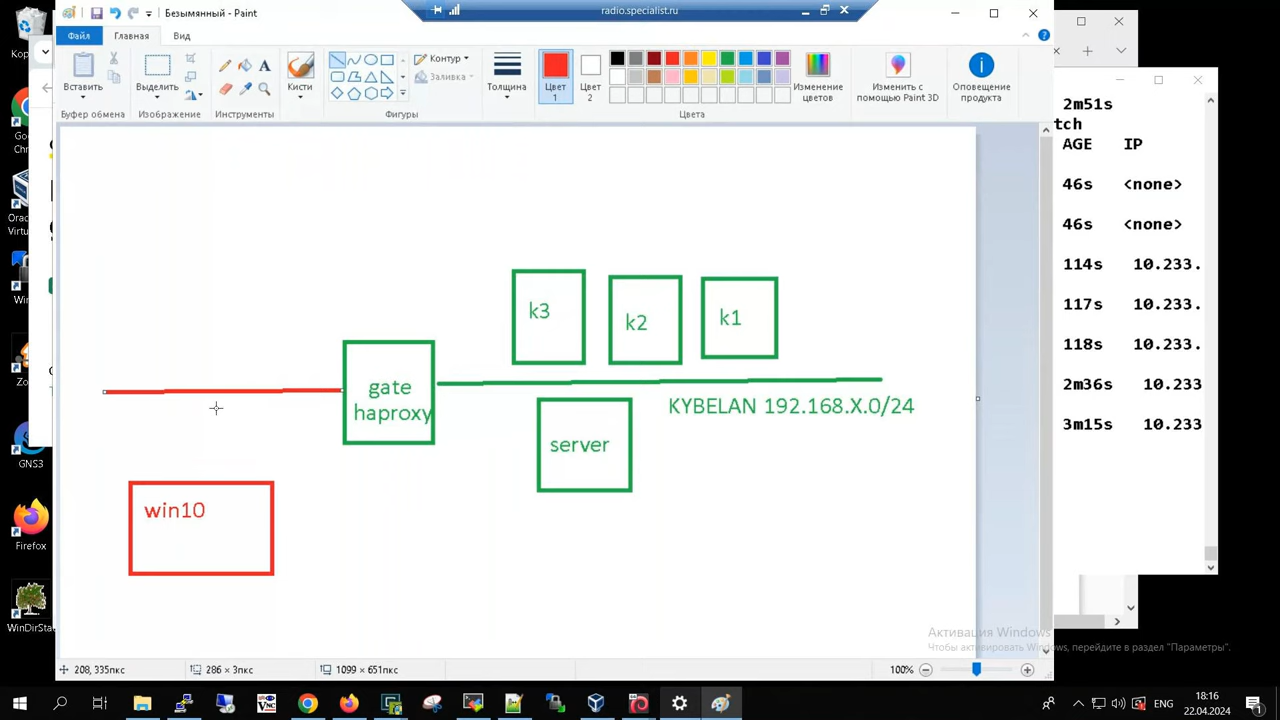 radio.specialist.ru
Безымянный - Paint
Файл
Главная
Вид
Вставить
Выделить
Кисти
Контур
Заливка
Толщина
Цвет 1
Цвет 2
Изменение цветов
Изменить с помощью Paint 3D
Оповещение продукта
Буфер обмена
Изображение
Инструменты
Фигуры
Цвета
2m51s
tch
AGE IP
46s <none>
46s <none>
114s 10.233.
117s 10.233.
118s 10.233.
2m36s 10.233
3m15s 10.233
k3
k2
k1
gate
haproxy
KYBELAN 192.168.X.0/24
server
win10
GNS3
Firefox
WinDirSta
Активация Windows
Чтобы активировать Windows, перейдите в раздел "Параметры".
208, 335пкс
286 × 3пкс
1099 × 651пкс
100%
ENG
18:16
22.04.2024